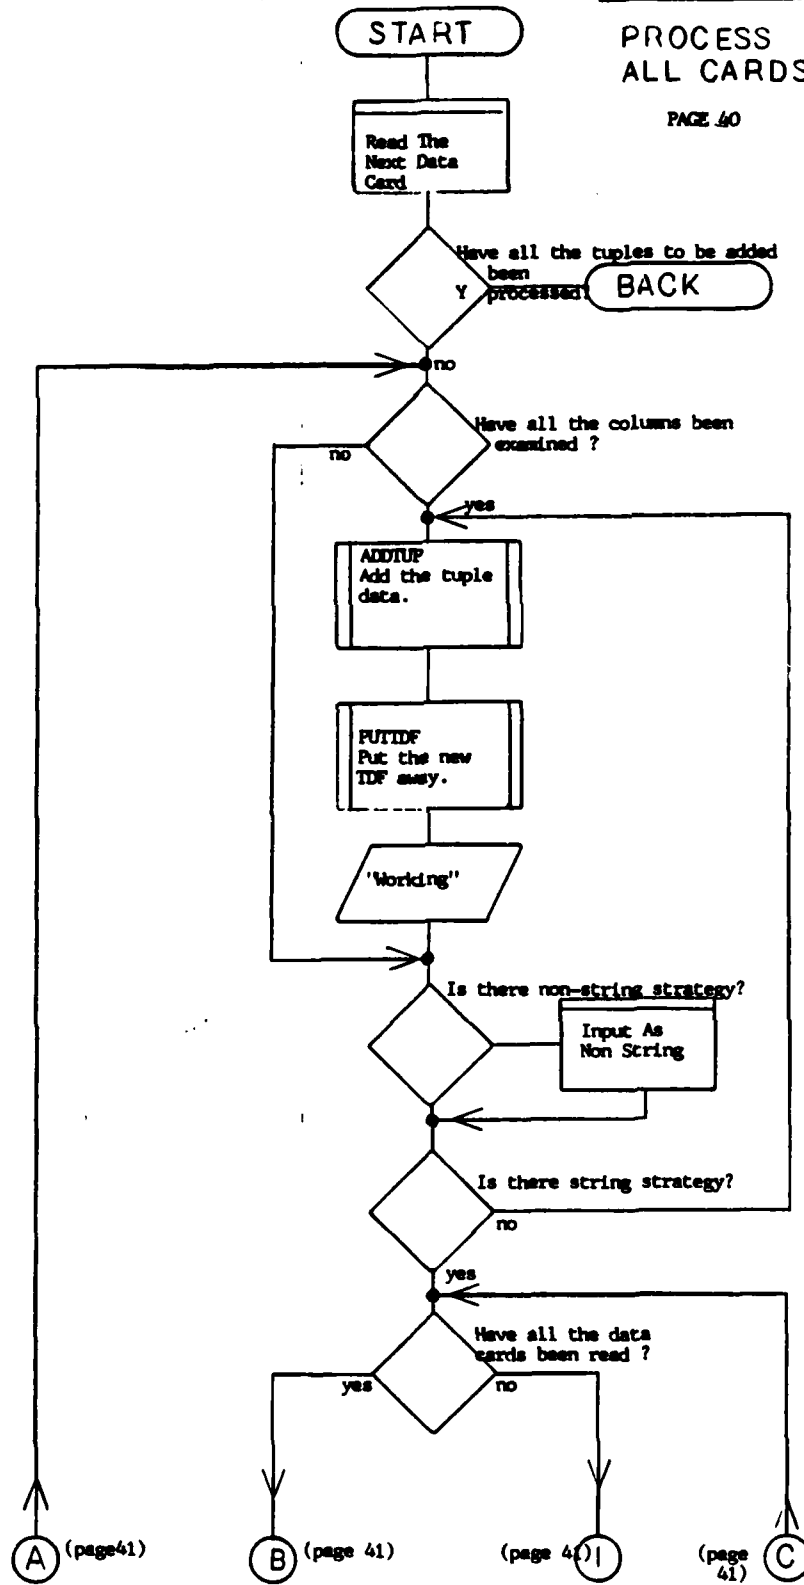 START
PROCESS
ALL CARDS
PAGE 40
Read The
Next Data
Card
Have all the tuples to be added
been
Y processed?
BACK
no
Have all the columns been
examined ?
no
yes
ADDTUP
Add the tuple
data.
PUTTDF
Put the new
TDF away.
"Working"
Is there non-string strategy?
Input As
Non String
Is there string strategy?
no
yes
Have all the data
cards been read ?
yes
no
A (page41)
B (page 41)
(page 41) I
(page
41)
C